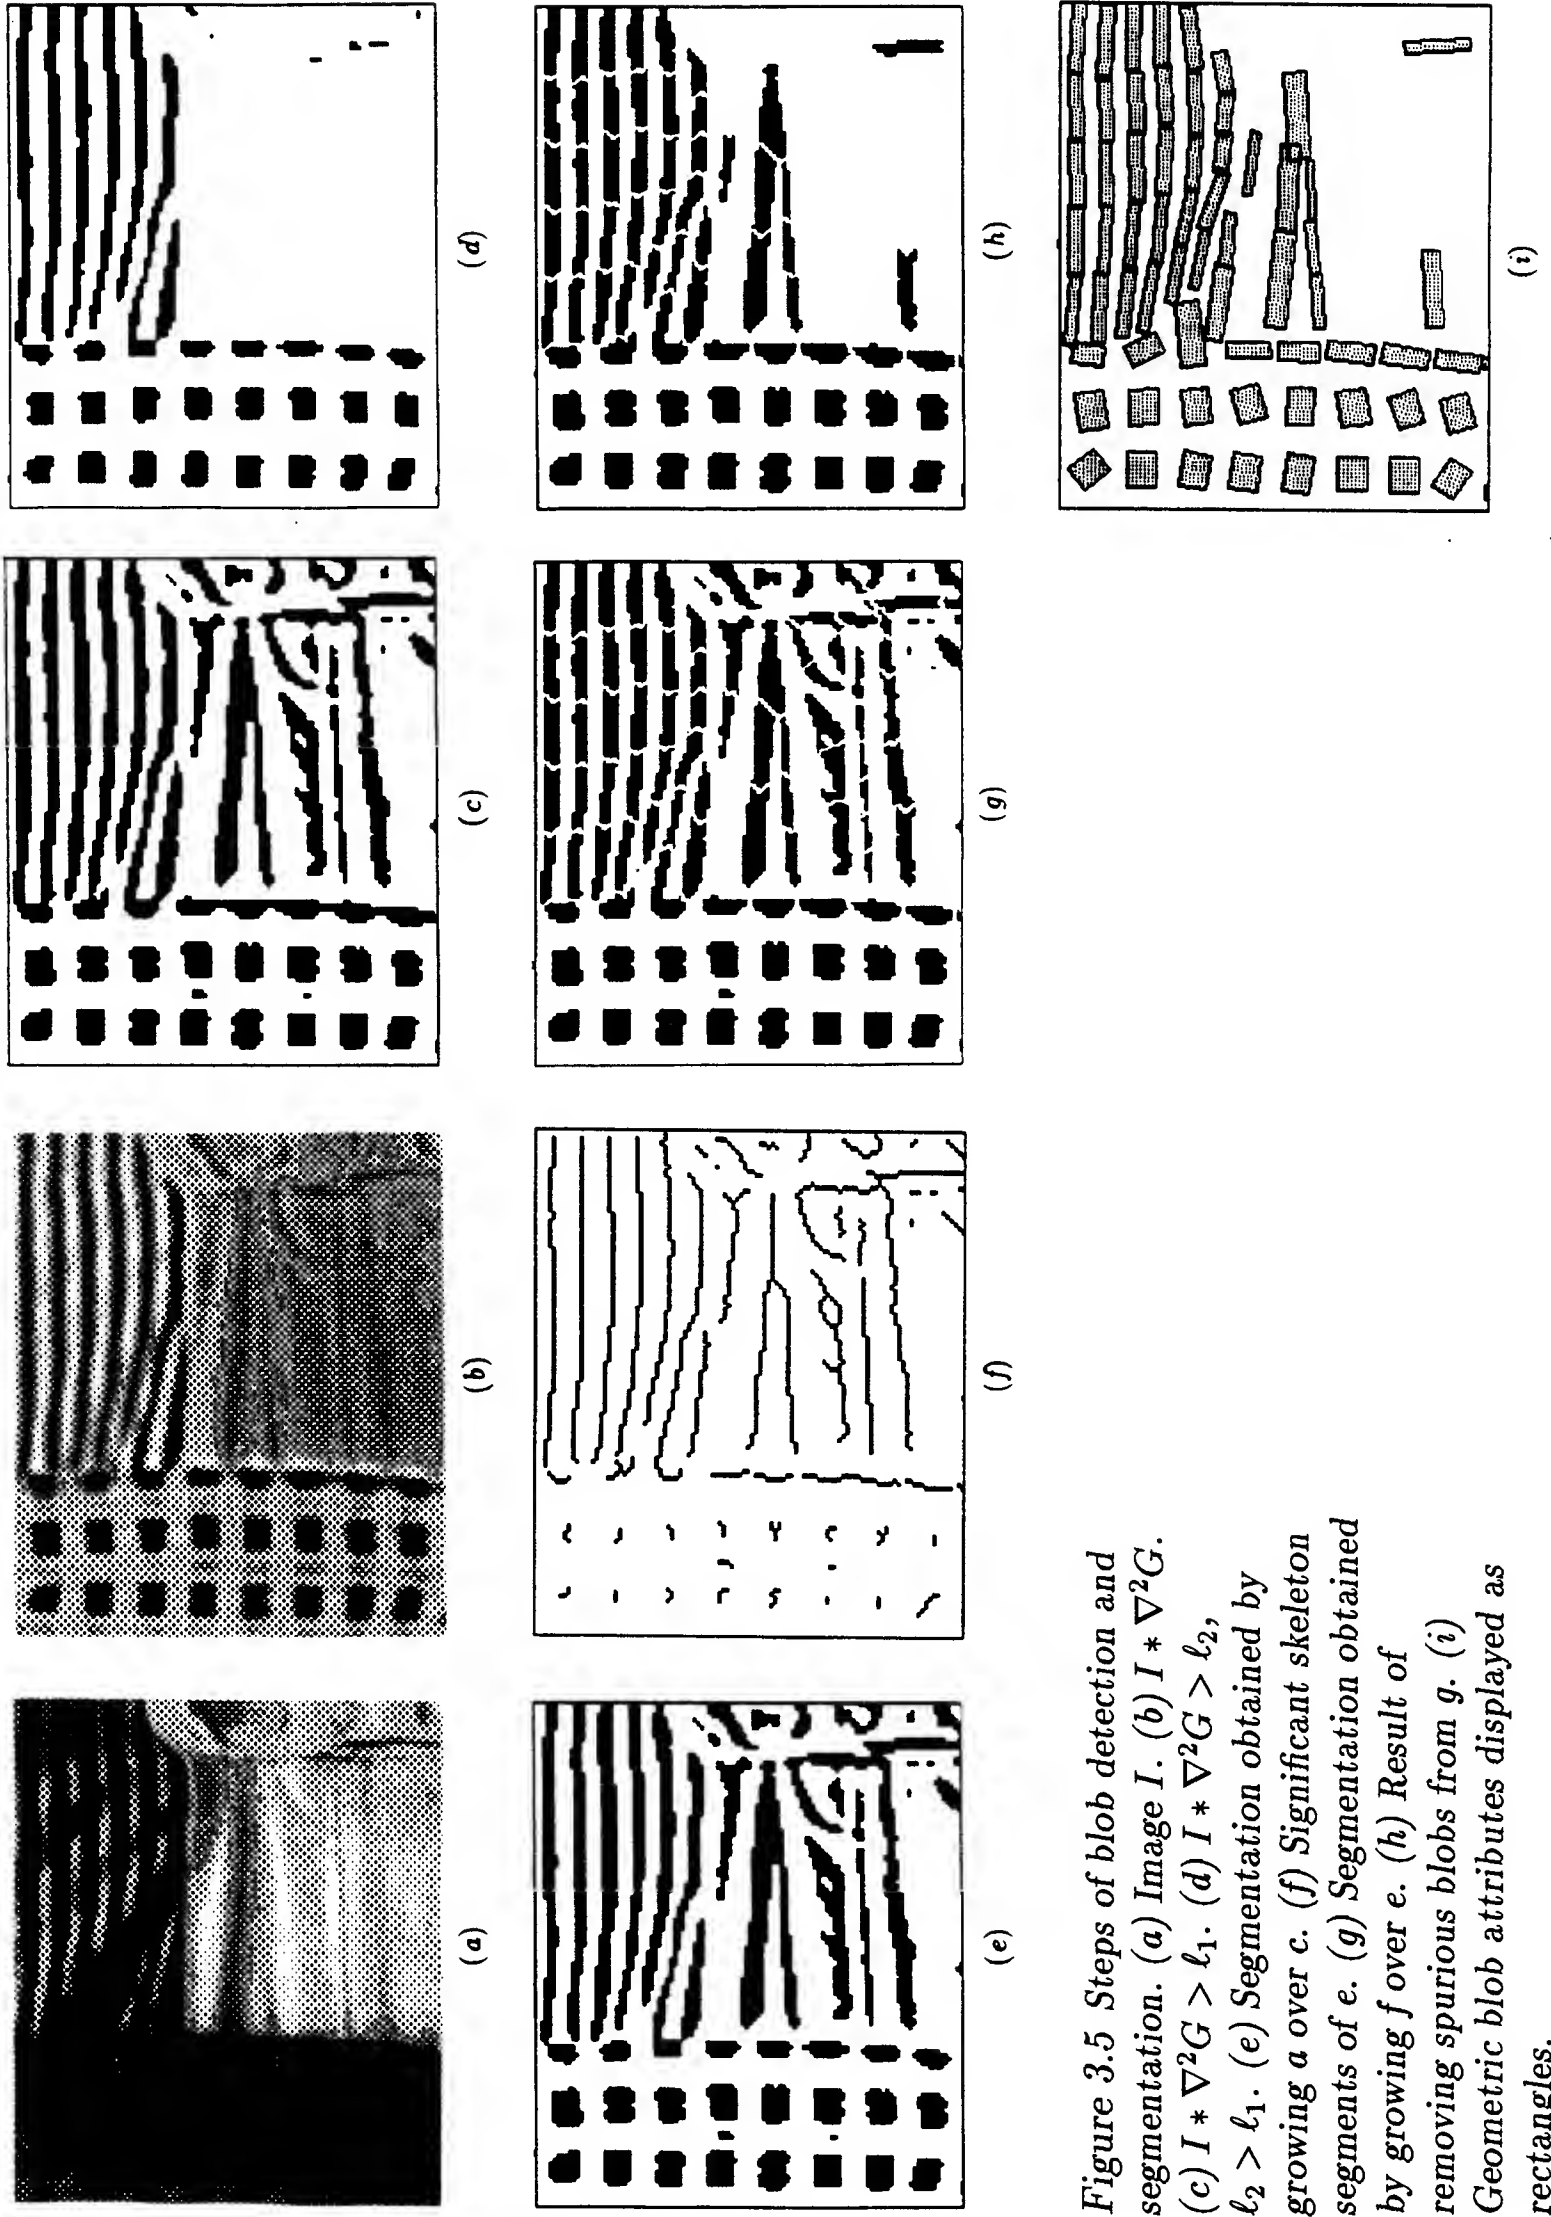 (a)
(b)
(c)
(d)
(e)
(f)
(g)
(h)
(i)
Figure 3.5 Steps of blob detection and
segmentation. (a) Image I. (b) I * ∇²G.
(c) I * ∇²G > ℓ₁. (d) I * ∇²G > ℓ₂,
ℓ₂ > ℓ₁. (e) Segmentation obtained by
growing a over c. (f) Significant skeleton
segments of e. (g) Segmentation obtained
by growing f over e. (h) Result of
removing spurious blobs from g. (i)
Geometric blob attributes displayed as
rectangles.